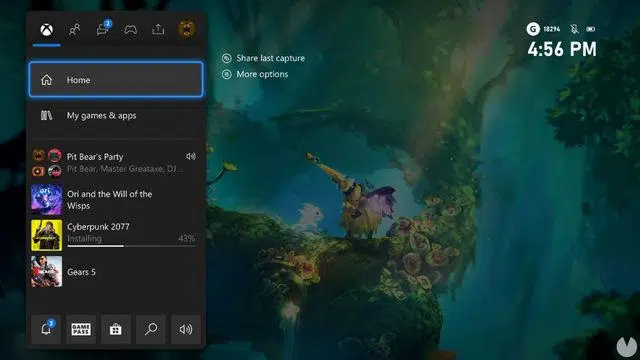 2
G 18294
4:56 PM
Share last capture
More options
Home
My games & apps
Pit Bear's Party
Pit Bear, Master Greataxe, DJ...
ori
Ori and the Will of the
Wisps
Cyberpunk 2077
Installing 43%
Gears 5
3
GAME
PASS